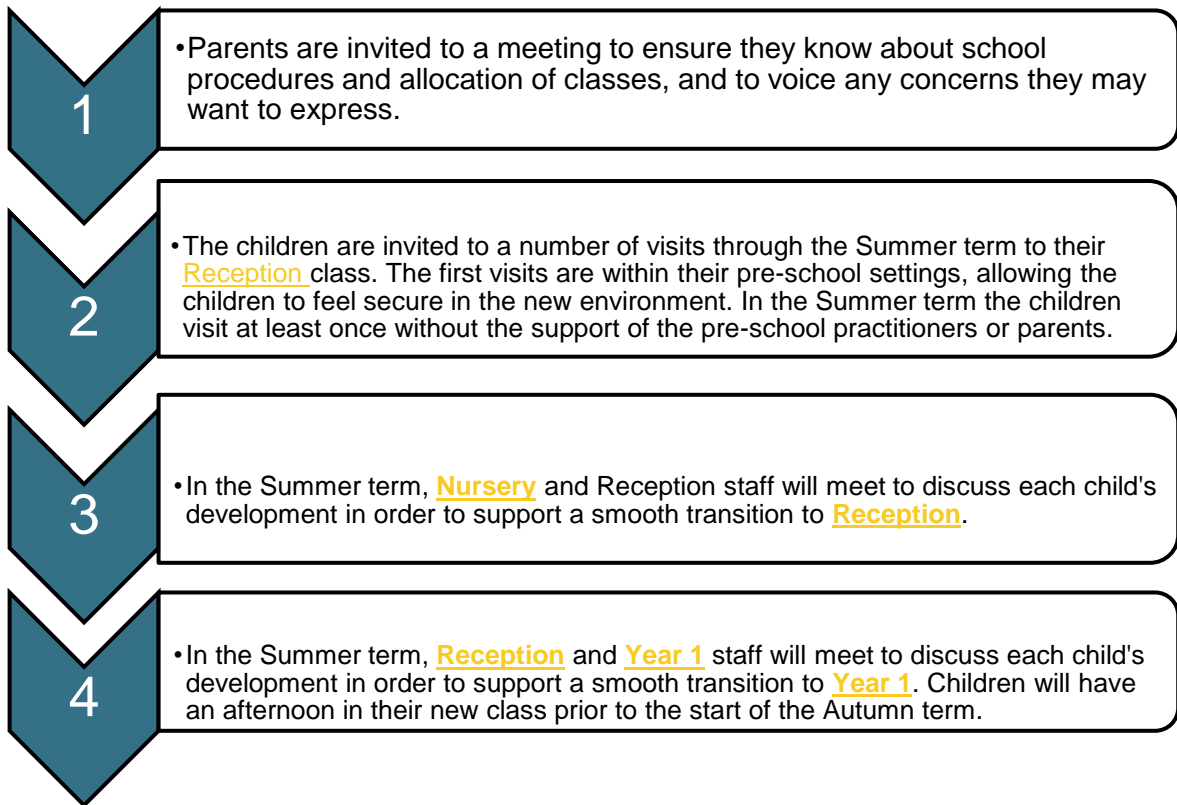 1
•Parents are invited to a meeting to ensure they know about school
procedures and allocation of classes, and to voice any concerns they may
want to express.
2
•The children are invited to a number of visits through the Summer term to their
Reception class. The first visits are within their pre-school settings, allowing the
children to feel secure in the new environment. In the Summer term the children
visit at least once without the support of the pre-school practitioners or parents.
3
•In the Summer term, Nursery and Reception staff will meet to discuss each child's
development in order to support a smooth transition to Reception.
4
•In the Summer term, Reception and Year 1 staff will meet to discuss each child's
development in order to support a smooth transition to Year 1. Children will have
an afternoon in their new class prior to the start of the Autumn term.